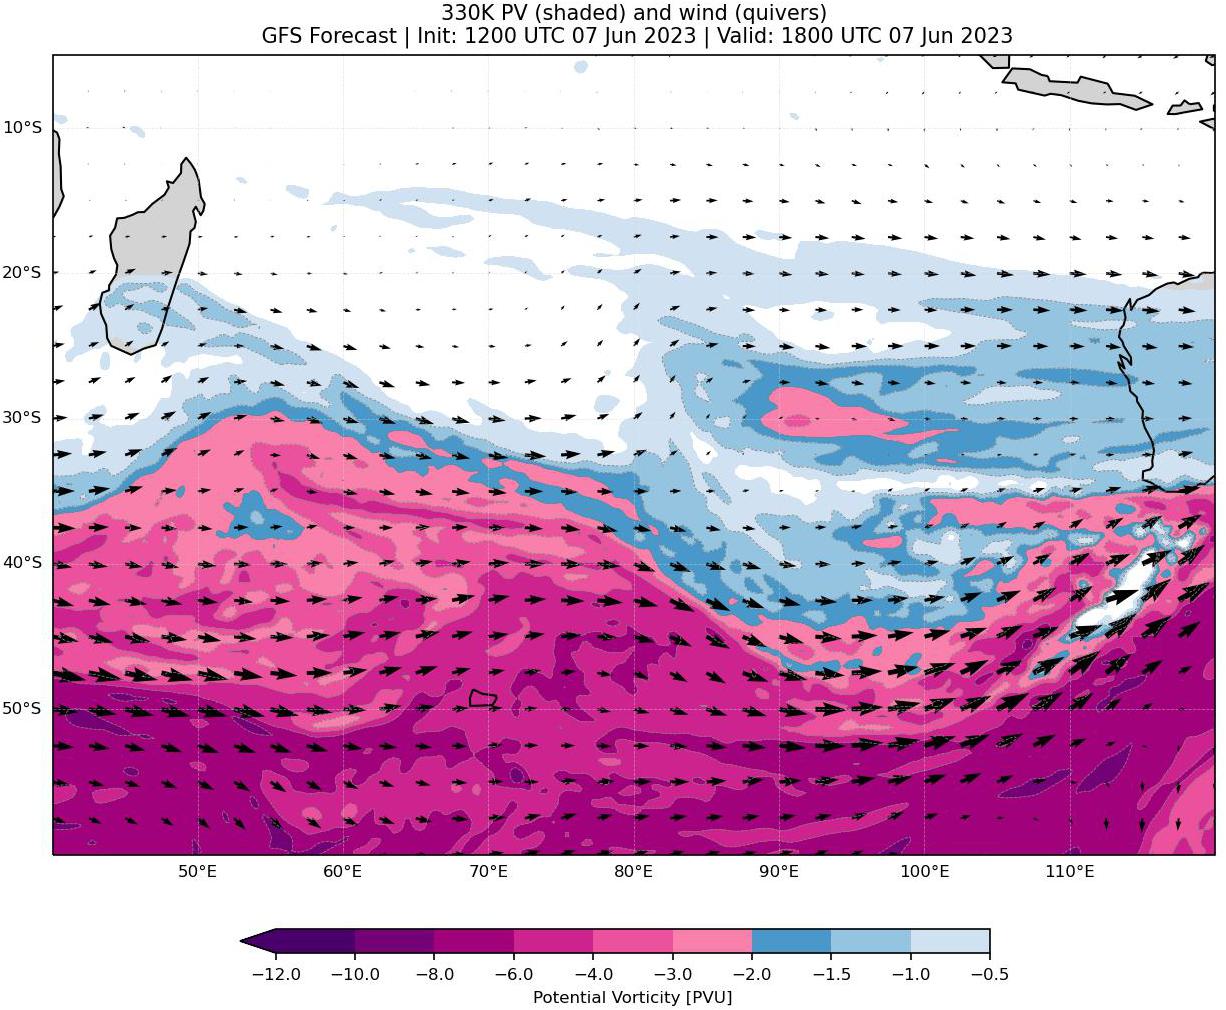 330K PV (shaded) and wind (quivers)
GFS Forecast | Init: 1200 UTC 07 Jun 2023 | Valid: 1800 UTC 07 Jun 2023
10°S
20°S
30°S
40°S
50°S
50°E 60°E 70°E 80°E 90°E 100°E 110°E
−12.0 −10.0 −8.0 −6.0 −4.0 −3.0 −2.0 −1.5 −1.0 −0.5
Potential Vorticity [PVU]